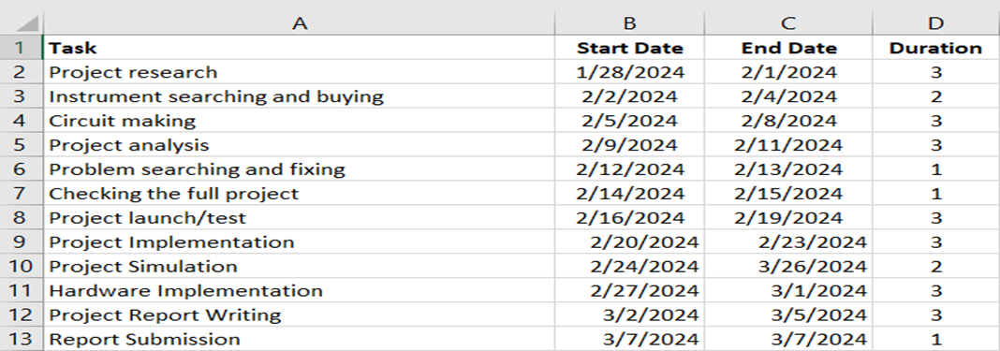 A B C D
1 Task Start Date End Date Duration
2 Project research 1/28/2024 2/1/2024 3
3 Instrument searching and buying 2/2/2024 2/4/2024 2
4 Circuit making 2/5/2024 2/8/2024 3
5 Project analysis 2/9/2024 2/11/2024 3
6 Problem searching and fixing 2/12/2024 2/13/2024 1
7 Checking the full project 2/14/2024 2/15/2024 1
8 Project launch/test 2/16/2024 2/19/2024 3
9 Project Implementation 2/20/2024 2/23/2024 3
10 Project Simulation 2/24/2024 3/26/2024 2
11 Hardware Implementation 2/27/2024 3/1/2024 3
12 Project Report Writing 3/2/2024 3/5/2024 3
13 Report Submission 3/7/2024 3/7/2024 1